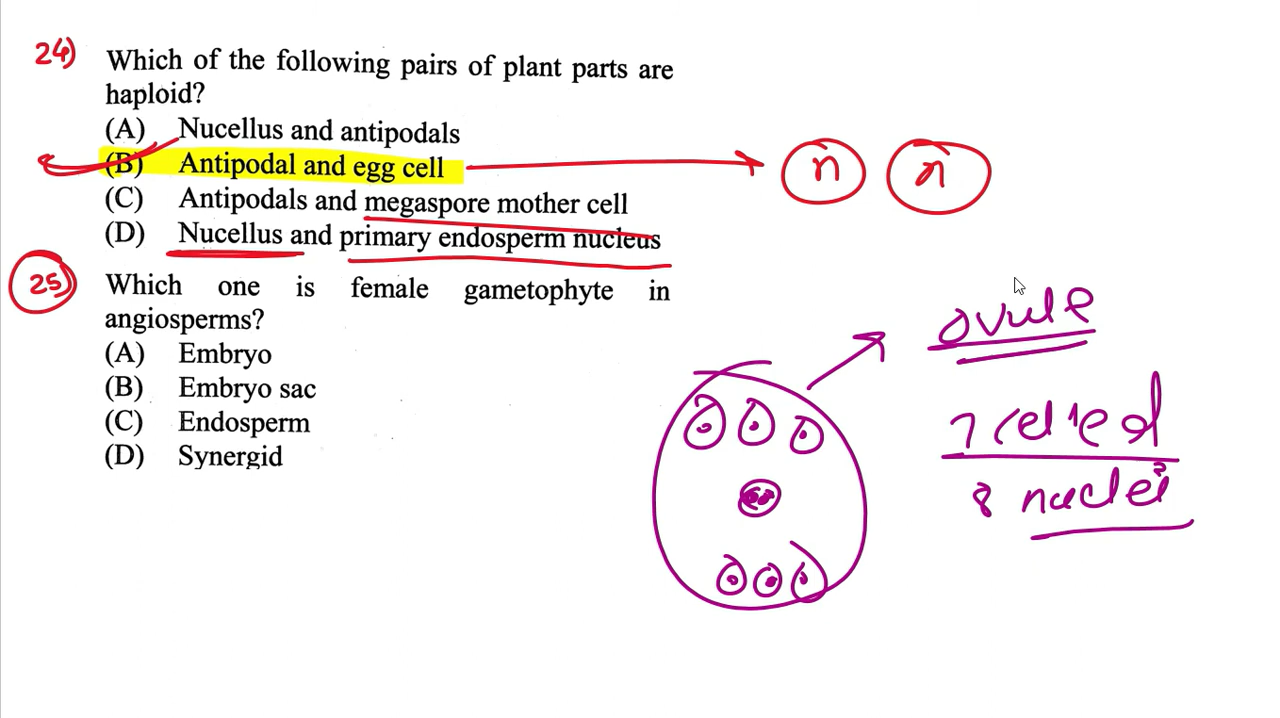 24)
Which of the following pairs of plant parts are
haploid?
(A) Nucellus and antipodals
(B) Antipodal and egg cell
n n
(C) Antipodals and megaspore mother cell
(D) Nucellus and primary endosperm nucleus
25)
Which one is female gametophyte in
angiosperms?
(A) Embryo
(B) Embryo sac
(C) Endosperm
(D) Synergid
ovule
7 celled
8 nuclei